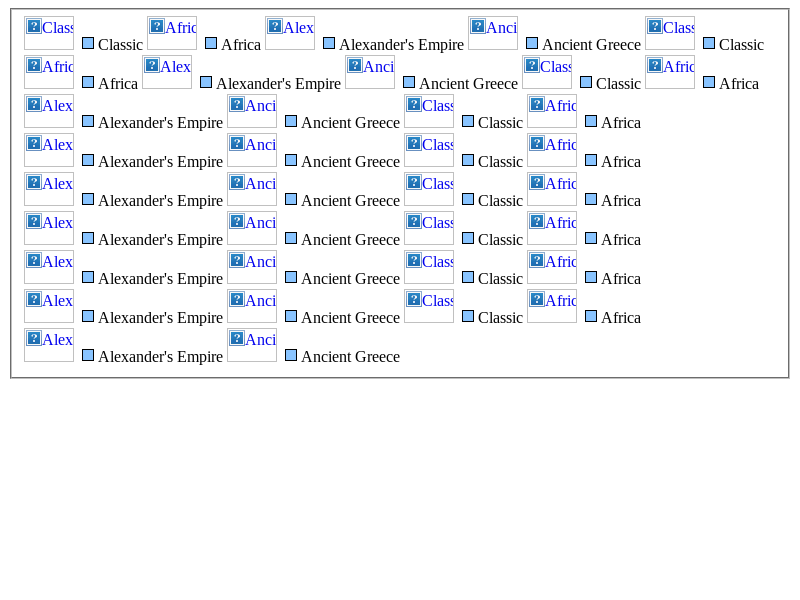 Class Classic Afric Africa Alex Alexander's Empire Anci Ancient Greece Class Classic
Afric Africa Alex Alexander's Empire Anci Ancient Greece Class Classic Afric Africa
Alex Alexander's Empire Anci Ancient Greece Class Classic Afric Africa
Alex Alexander's Empire Anci Ancient Greece Class Classic Afric Africa
Alex Alexander's Empire Anci Ancient Greece Class Classic Afric Africa
Alex Alexander's Empire Anci Ancient Greece Class Classic Afric Africa
Alex Alexander's Empire Anci Ancient Greece Class Classic Afric Africa
Alex Alexander's Empire Anci Ancient Greece Class Classic Afric Africa
Alex Alexander's Empire Anci Ancient Greece